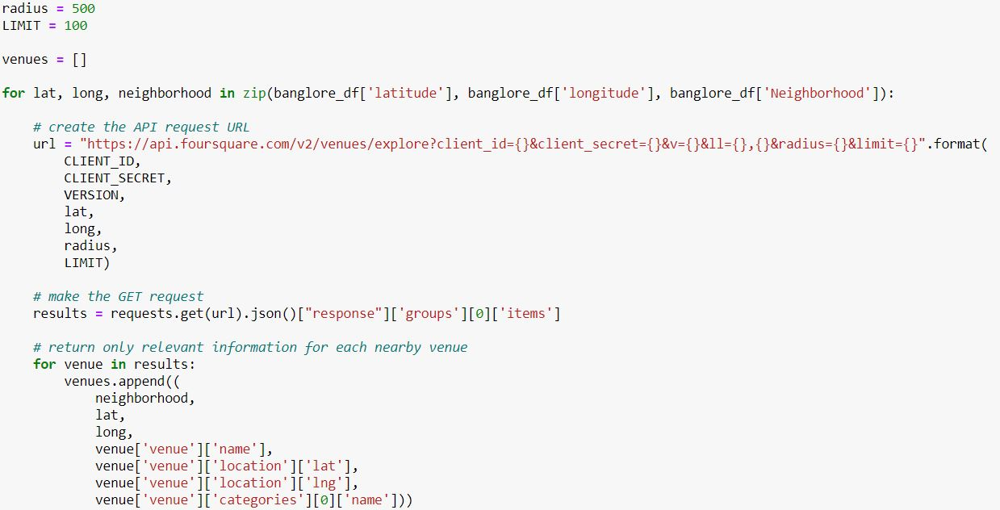 radius = 500
LIMIT = 100

venues = []

for lat, long, neighborhood in zip(banglore_df['latitude'], banglore_df['longitude'], banglore_df['Neighborhood']):

    # create the API request URL
    url = "https://api.foursquare.com/v2/venues/explore?client_id={}&client_secret={}&v={}&ll={},{}&radius={}&limit={}".format(
        CLIENT_ID,
        CLIENT_SECRET,
        VERSION,
        lat,
        long,
        radius,
        LIMIT)

    # make the GET request
    results = requests.get(url).json()["response"]['groups'][0]['items']

    # return only relevant information for each nearby venue
    for venue in results:
        venues.append((
            neighborhood,
            lat,
            long,
            venue['venue']['name'],
            venue['venue']['location']['lat'],
            venue['venue']['location']['lng'],
            venue['venue']['categories'][0]['name']))